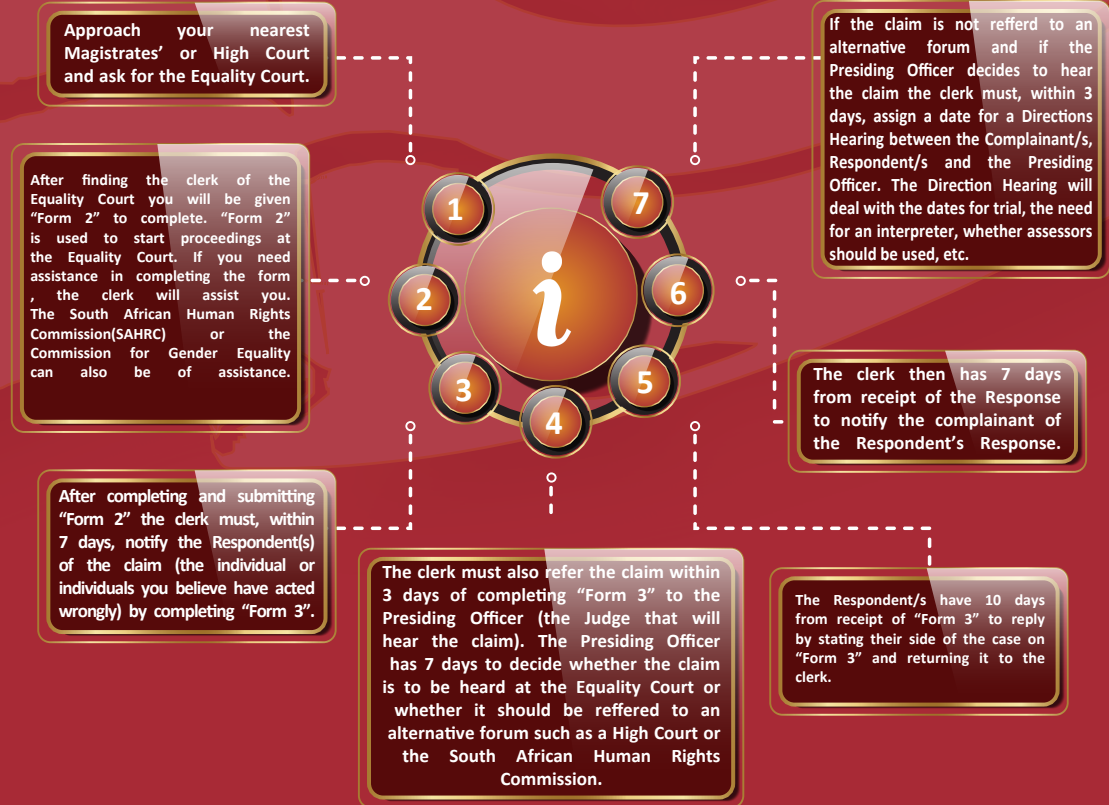 Approach your nearest
Magistrates' or High Court
and ask for the Equality Court.
After finding the clerk of the
Equality Court you will be given
"Form 2" to complete. "Form 2"
is used to start proceedings at
the Equality Court. If you need
assistance in completing the form
, the clerk will assist you.
The South African Human Rights
Commission(SAHRC) or the
Commission for Gender Equality
can also be of assistance.
After completing and submitting
"Form 2" the clerk must, within
7 days, notify the Respondent(s)
of the claim (the individual or
individuals you believe have acted
wrongly) by completing "Form 3".
1
2
3
4
5
6
7
i
The clerk must also refer the claim within
3 days of completing "Form 3" to the
Presiding Officer (the Judge that will
hear the claim). The Presiding Officer
has 7 days to decide whether the claim
is to be heard at the Equality Court or
whether it should be reffered to an
alternative forum such as a High Court or
the South African Human Rights
Commission.
The Respondent/s have 10 days
from receipt of "Form 3" to reply
by stating their side of the case on
"Form 3" and returning it to the
clerk.
The clerk then has 7 days
from receipt of the Response
to notify the complainant of
the Respondent's Response.
If the claim is not refferd to an
alternative forum and if the
Presiding Officer decides to hear
the claim the clerk must, within 3
days, assign a date for a Directions
Hearing between the Complainant/s,
Respondent/s and the Presiding
Officer. The Direction Hearing will
deal with the dates for trial, the need
for an interpreter, whether assessors
should be used, etc.